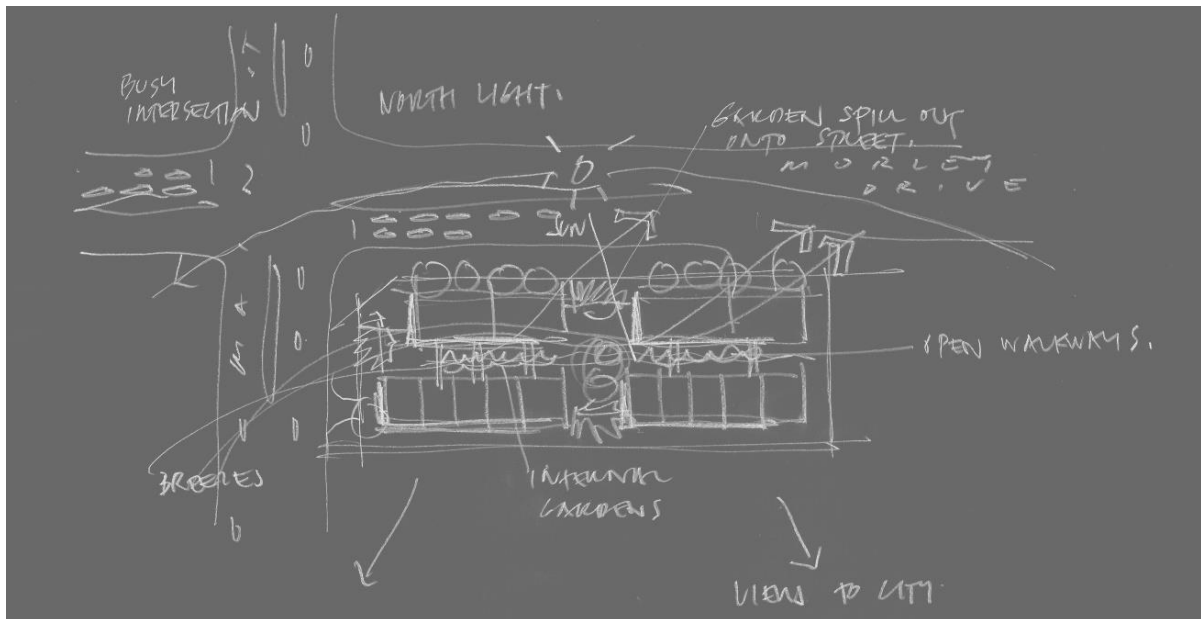 BUSY
INTERSECTION
NORTH LIGHT.
GARDEN SPILL OUT
ONTO STREET.
MORLEY
DRIVE
SUN
OPEN WALKWAYS.
BREEZES
INTERNAL
GARDENS
VIEWS TO CITY